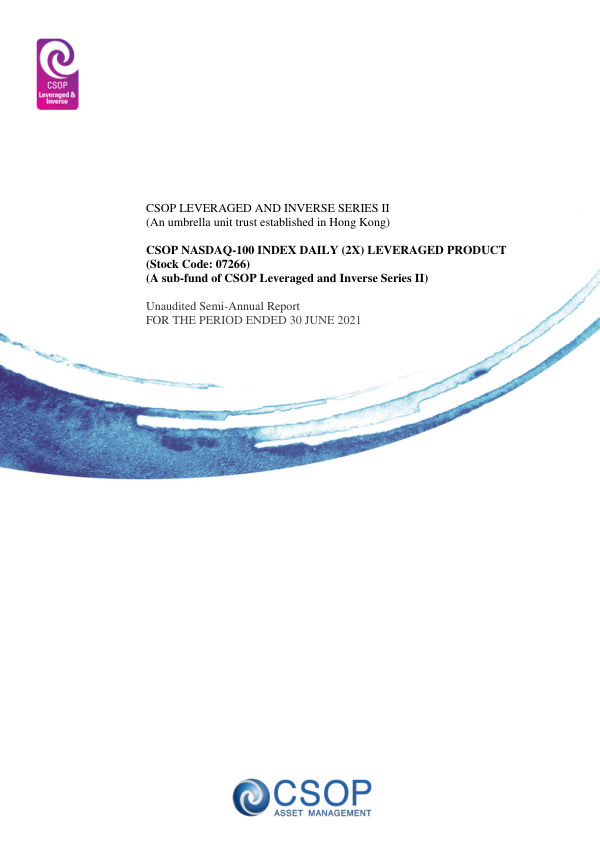 CSOP
Leveraged &
Inverse
CSOP LEVERAGED AND INVERSE SERIES II
(An umbrella unit trust established in Hong Kong)
CSOP NASDAQ-100 INDEX DAILY (2X) LEVERAGED PRODUCT
(Stock Code: 07266)
(A sub-fund of CSOP Leveraged and Inverse Series II)
Unaudited Semi-Annual Report
FOR THE PERIOD ENDED 30 JUNE 2021
CSOP
ASSET MANAGEMENT